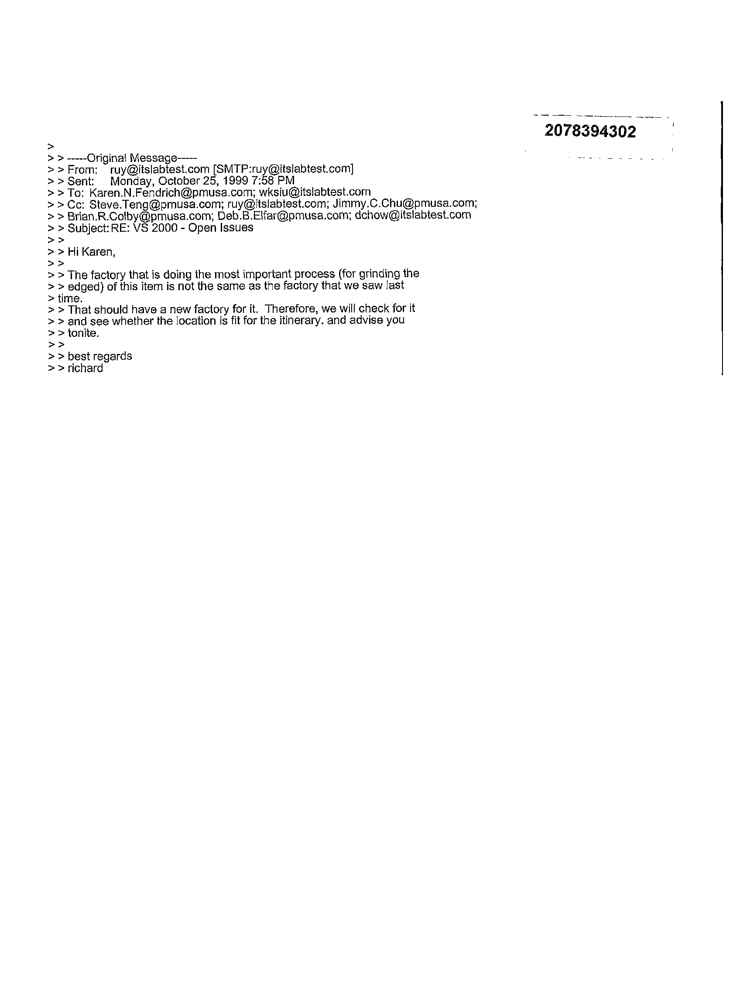 2078394302
>
> > -----Original Message-----
> > From: ruy@itslabtest.com [SMTP:ruy@itslabtest.com]
> > Sent: Monday, October 25, 1999 7:58 PM
> > To: Karen.N.Fendrich@pmusa.com; wksiu@itslabtest.com
> > Cc: Steve.Teng@pmusa.com; ruy@itslabtest.com; Jimmy.C.Chu@pmusa.com;
> > Brian.R.Colby@pmusa.com; Deb.B.Elfar@pmusa.com; dchow@itslabtest.com
> > Subject: RE: VS 2000 - Open Issues
> >
> > Hi Karen,
> >
> > The factory that is doing the most important process (for grinding the
> > edged) of this item is not the same as the factory that we saw last
> time.
> > That should have a new factory for it. Therefore, we will check for it
> > and see whether the location is fit for the itinerary. and advise you
> > tonite.
> >
> > best regards
> > richard